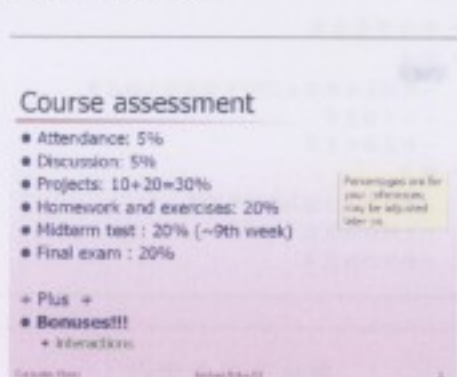 Course assessment
Attendance: 5%
Discussion: 5%
Projects: 10+20=30%
Homework and exercises: 20%
Midterm test : 20% (~9th week)
Final exam : 20%
Percentages are for
your references,
may be adjusted
later on.
+ Plus +
Bonuses!!!
+ Interactions